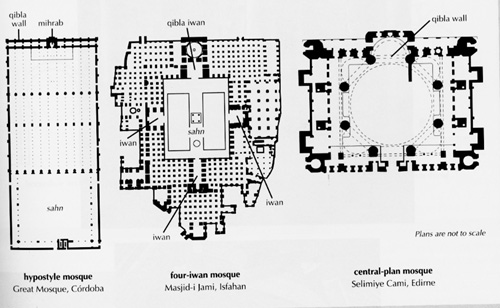 qibla wall
mihrab
sahn
qibla iwan
sahn
iwan
iwan
iwan
qibla wall
Plans are not to scale
hypostyle mosque
Great Mosque, Córdoba
four-iwan mosque
Masjid-i Jami, Isfahan
central-plan mosque
Selimiye Cami, Edirne